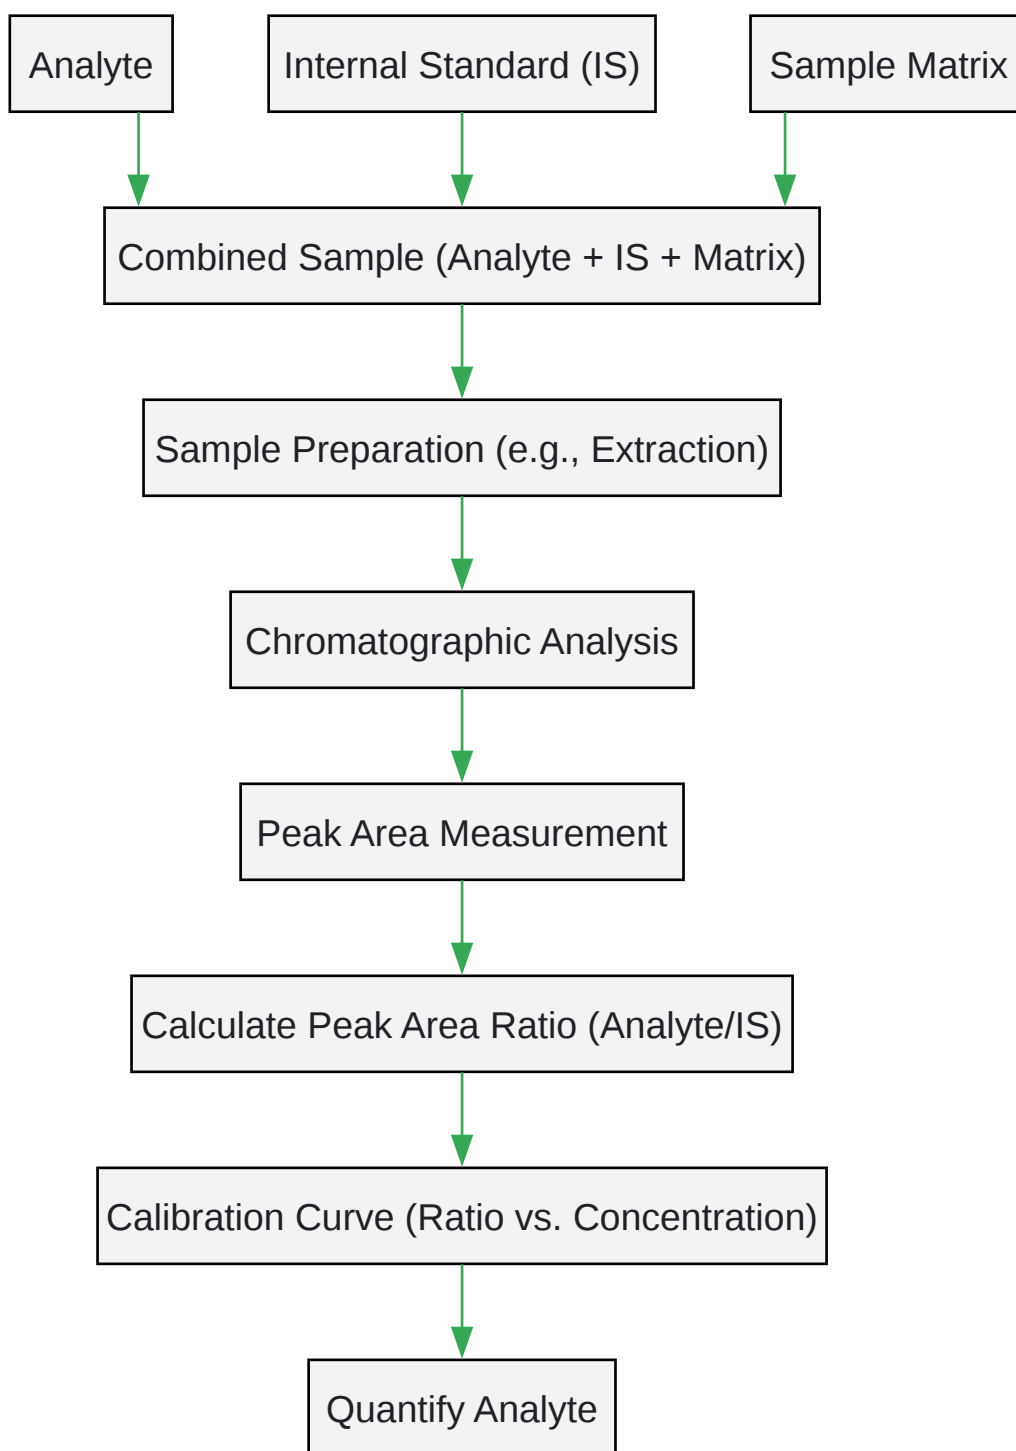 Analyte
Internal Standard (IS)
Sample Matrix
Combined Sample (Analyte + IS + Matrix)
Sample Preparation (e.g., Extraction)
Chromatographic Analysis
Peak Area Measurement
Calculate Peak Area Ratio (Analyte/IS)
Calibration Curve (Ratio vs. Concentration)
Quantify Analyte